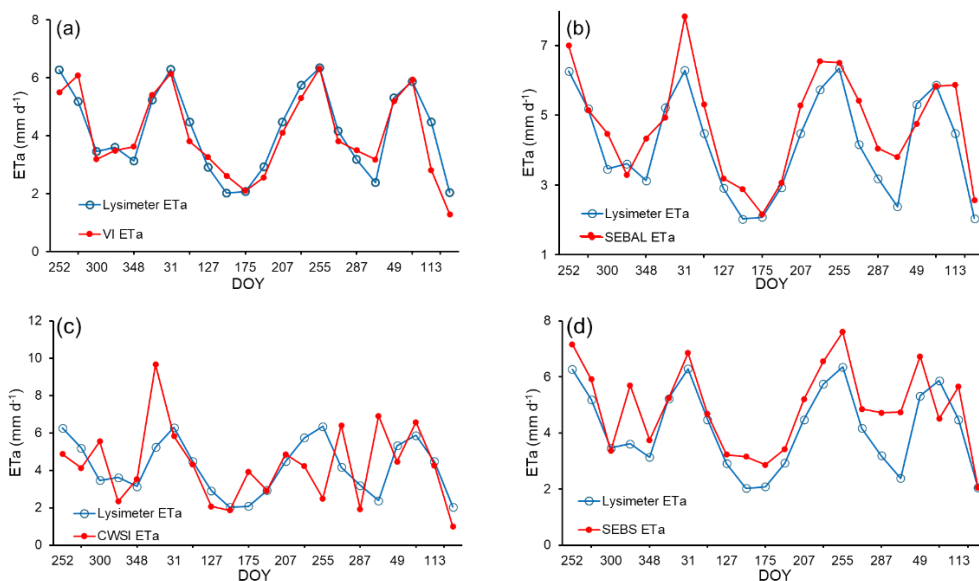 (a)
8
6
4
2
0
ETa (mm d⁻¹)
Lysimeter ETa
VI ETa
252 300 348 31 127 175 207 255 287 49 113
DOY
(b)
7
5
3
1
ETa (mm d⁻¹)
Lysimeter ETa
SEBAL ETa
252 300 348 31 127 175 207 255 287 49 113
DOY
(c)
12
10
8
6
4
2
0
ETa (mm d⁻¹)
Lysimeter ETa
CWSI ETa
252 300 348 31 127 175 207 255 287 49 113
DOY
(d)
8
6
4
2
0
ETa (mm d⁻¹)
Lysimeter ETa
SEBS ETa
252 300 348 31 127 175 207 255 287 49 113
DOY